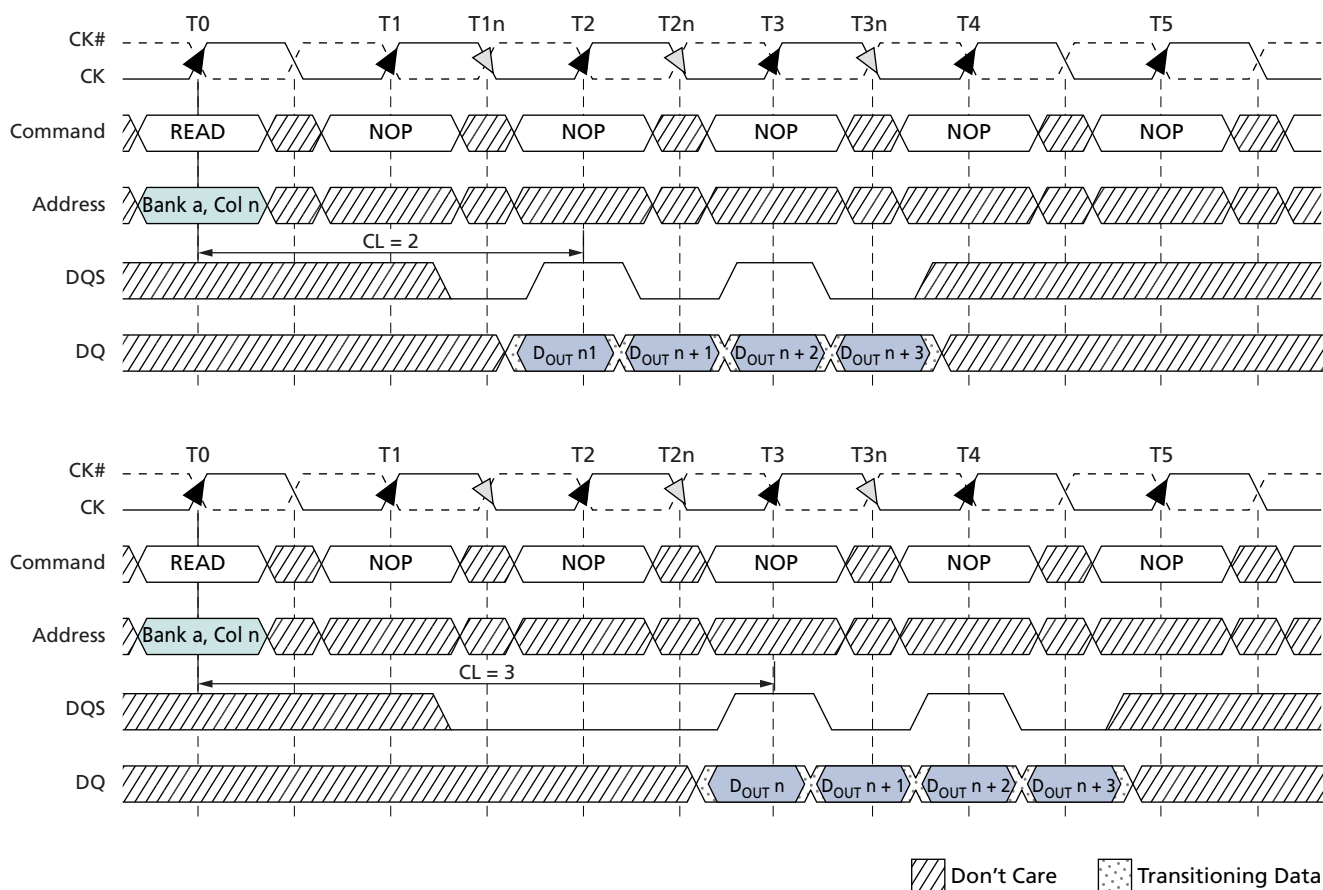 T0 T1 T1n T2 T2n T3 T3n T4 T5
CK#
CK
Command READ NOP NOP NOP NOP NOP
Address Bank a, Col n
CL = 2
DQS
DQ DOUT n1 DOUT n + 1 DOUT n + 2 DOUT n + 3
T0 T1 T2 T2n T3 T3n T4 T5
CK#
CK
Command READ NOP NOP NOP NOP NOP
Address Bank a, Col n
CL = 3
DQS
DQ DOUT n DOUT n + 1 DOUT n + 2 DOUT n + 3
Don't Care Transitioning Data